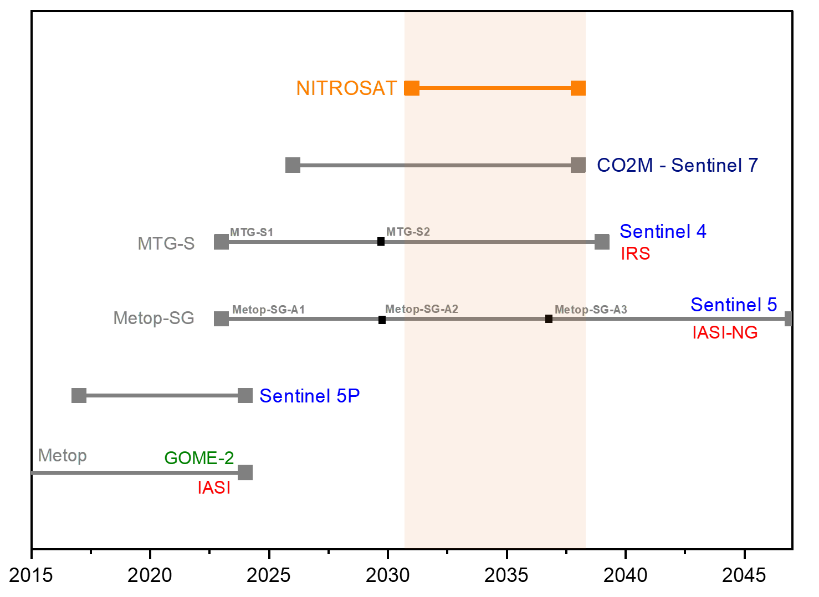 NITROSAT
CO2M - Sentinel 7
MTG-S
MTG-S1
MTG-S2
Sentinel 4
IRS
Metop-SG
Metop-SG-A1
Metop-SG-A2
Metop-SG-A3
Sentinel 5
IASI-NG
Sentinel 5P
Metop
GOME-2
IASI
2015 2020 2025 2030 2035 2040 2045